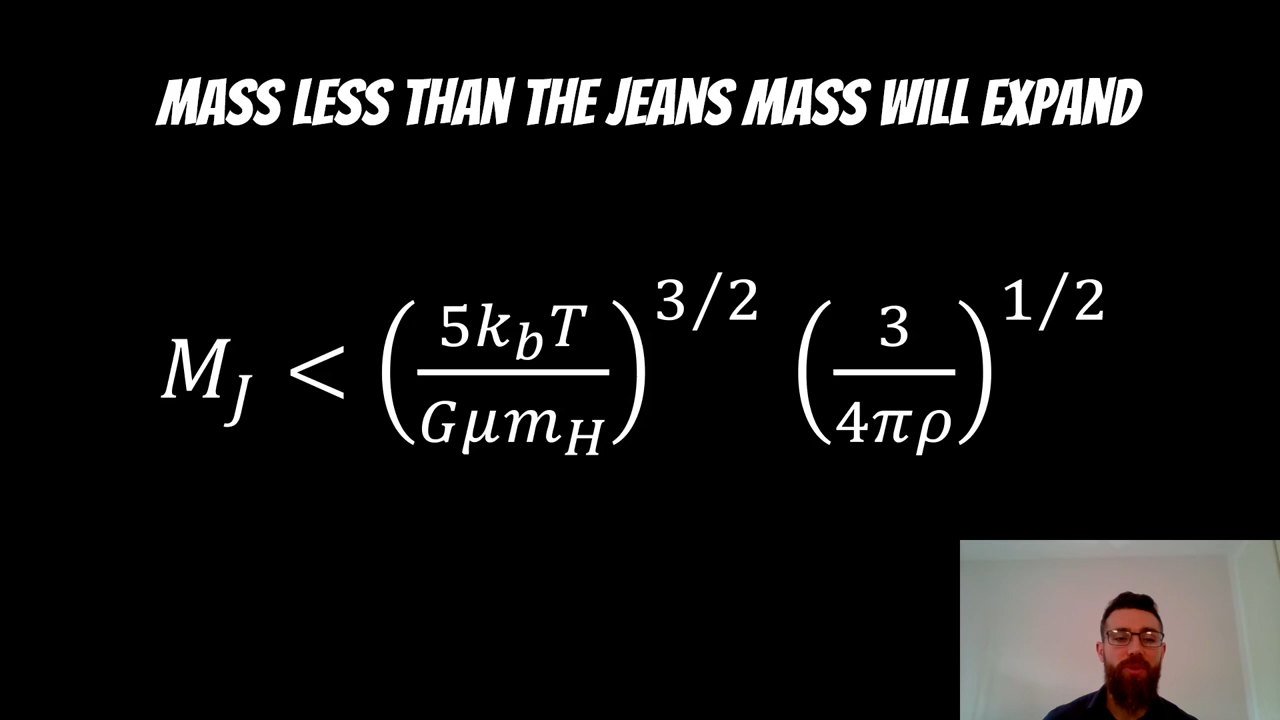 MASS LESS THAN THE JEANS MASS WILL EXPAND
M_J < (5k_bT / Gμm_H)^{3/2} (3 / 4πρ)^{1/2}